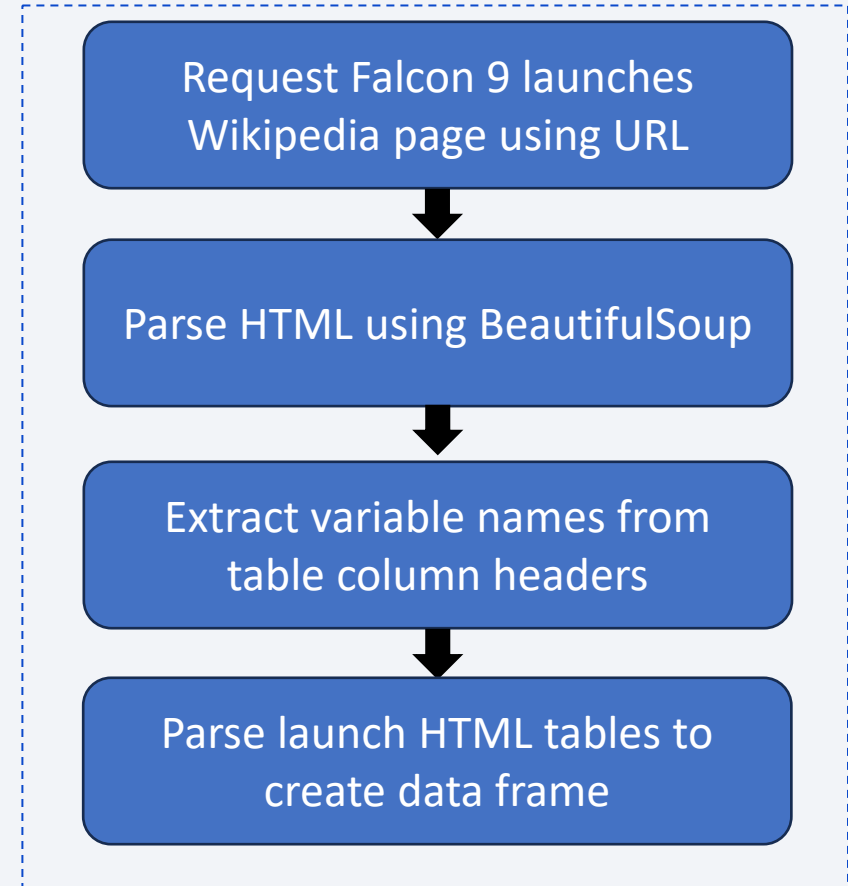 Request Falcon 9 launches
Wikipedia page using URL
Parse HTML using BeautifulSoup
Extract variable names from
table column headers
Parse launch HTML tables to
create data frame